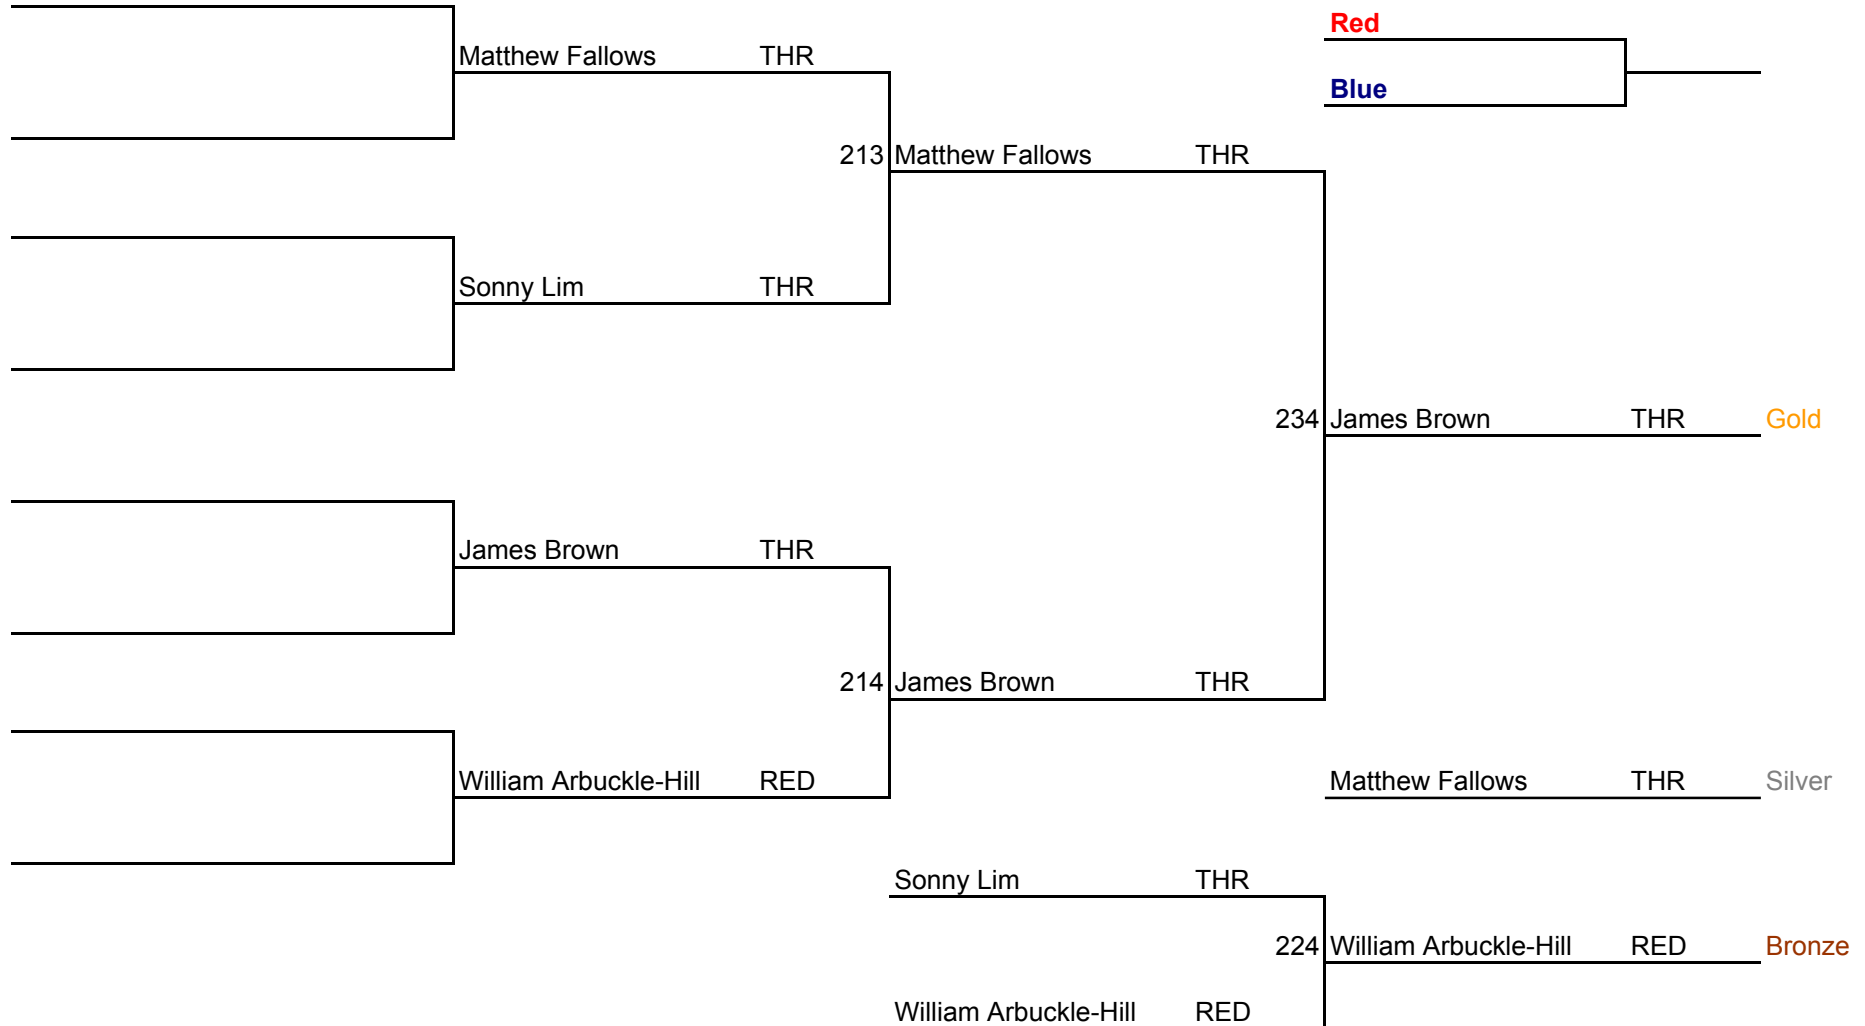 Red
Matthew Fallows THR
Blue
213 Matthew Fallows THR
Sonny Lim THR
234 James Brown THR Gold
James Brown THR
214 James Brown THR
William Arbuckle-Hill RED
Matthew Fallows THR Silver
Sonny Lim THR
224 William Arbuckle-Hill RED Bronze
William Arbuckle-Hill RED